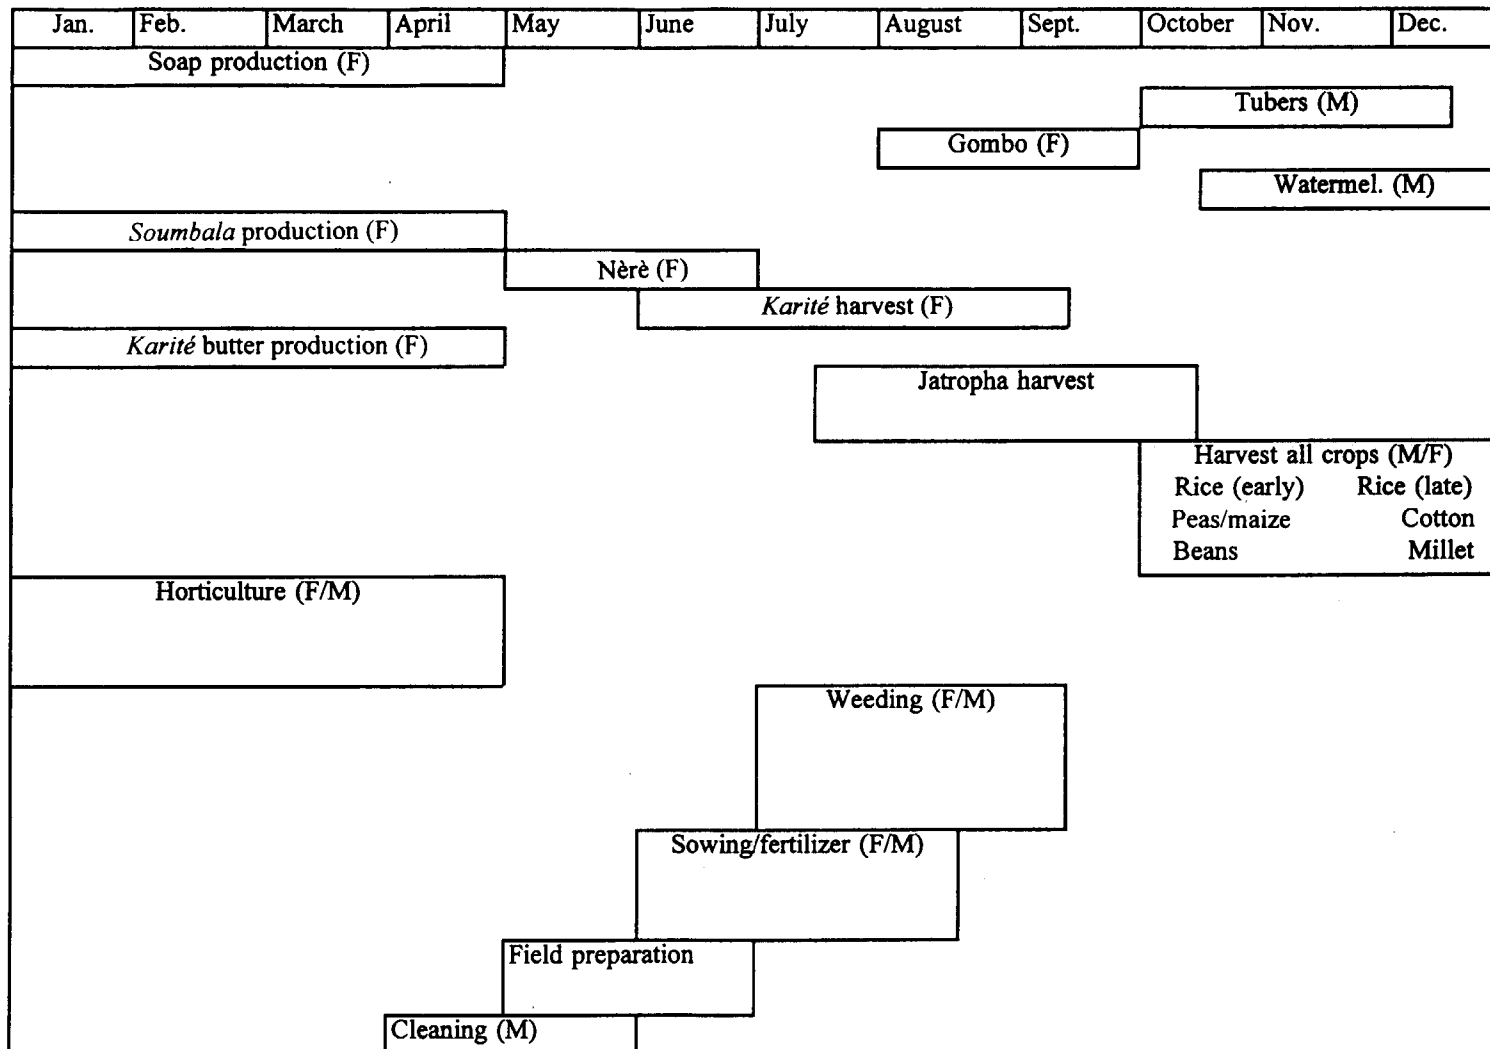 Jan. Feb. March April May June July August Sept. October Nov. Dec.
Soap production (F)
Tubers (M)
Gombo (F)
Watermel. (M)
Soumbala production (F)
Nèrè (F)
Karité harvest (F)
Karité butter production (F)
Jatropha harvest
Harvest all crops (M/F)
Rice (early) Rice (late)
Peas/maize Cotton
Beans Millet
Horticulture (F/M)
Weeding (F/M)
Sowing/fertilizer (F/M)
Field preparation
Cleaning (M)